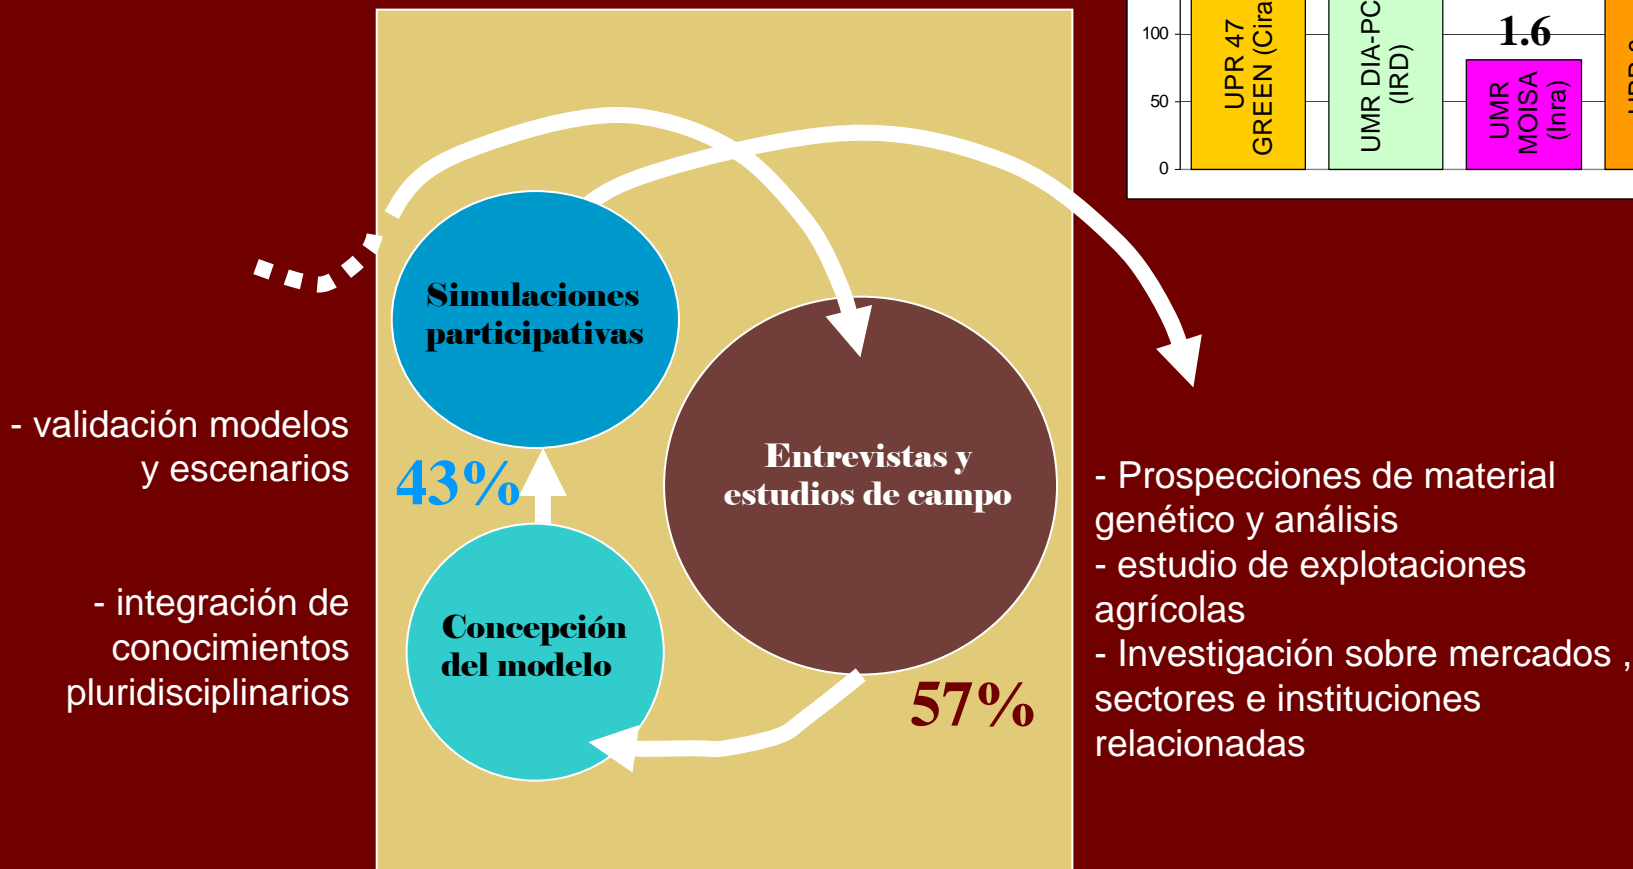 100
50
0
UPR 47
GREEN (Cira
UMR DIA-PC
(IRD)
1.6
UMR
MOISA
(Inra)
Simulaciones
participativas
- validación modelos
y escenarios
43%
Entrevistas y
estudios de campo
- integración de
conocimientos
pluridisciplinarios
Concepción
del modelo
57%
- Prospecciones de material
genético y análisis
- estudio de explotaciones
agrícolas
- Investigación sobre mercados ,
sectores e instituciones
relacionadas